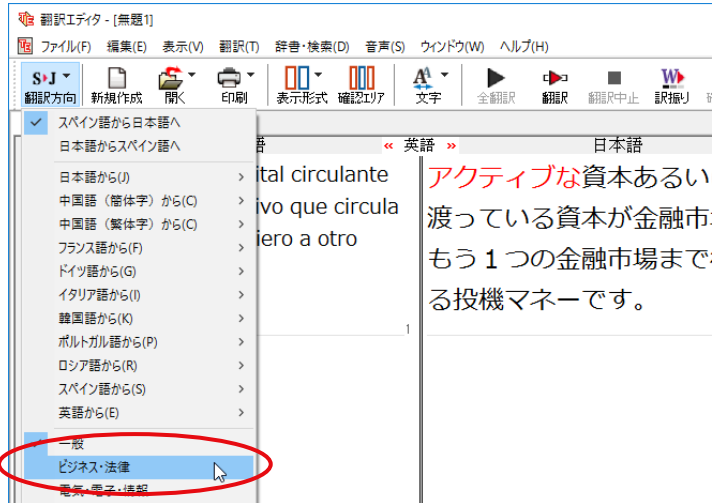 翻訳エディタ - [無題1]
ファイル(F) 編集(E) 表示(V) 翻訳(T) 辞書・検索(D) 音声(S) ウィンドウ(W) ヘルプ(H)
S▸J
翻訳方向 新規作成 開く 印刷 表示形式 確認エリア 文字 全翻訳 翻訳 翻訳中止 訳振り
« 英語 » 日本語
スペイン語から日本語へ
日本語からスペイン語へ
日本語から(J)
中国語（簡体字）から(C)
中国語（繁体字）から(C)
フランス語から(F)
ドイツ語から(G)
イタリア語から(I)
韓国語から(K)
ポルトガル語から(P)
ロシア語から(R)
スペイン語から(S)
英語から(E)
一般
ビジネス・法律
電気・電子・情報
ital circulante
ivo que circula
iero a otro
1
アクティブな資本あるい
渡っている資本が金融市
もう１つの金融市場まで
る投機マネーです。